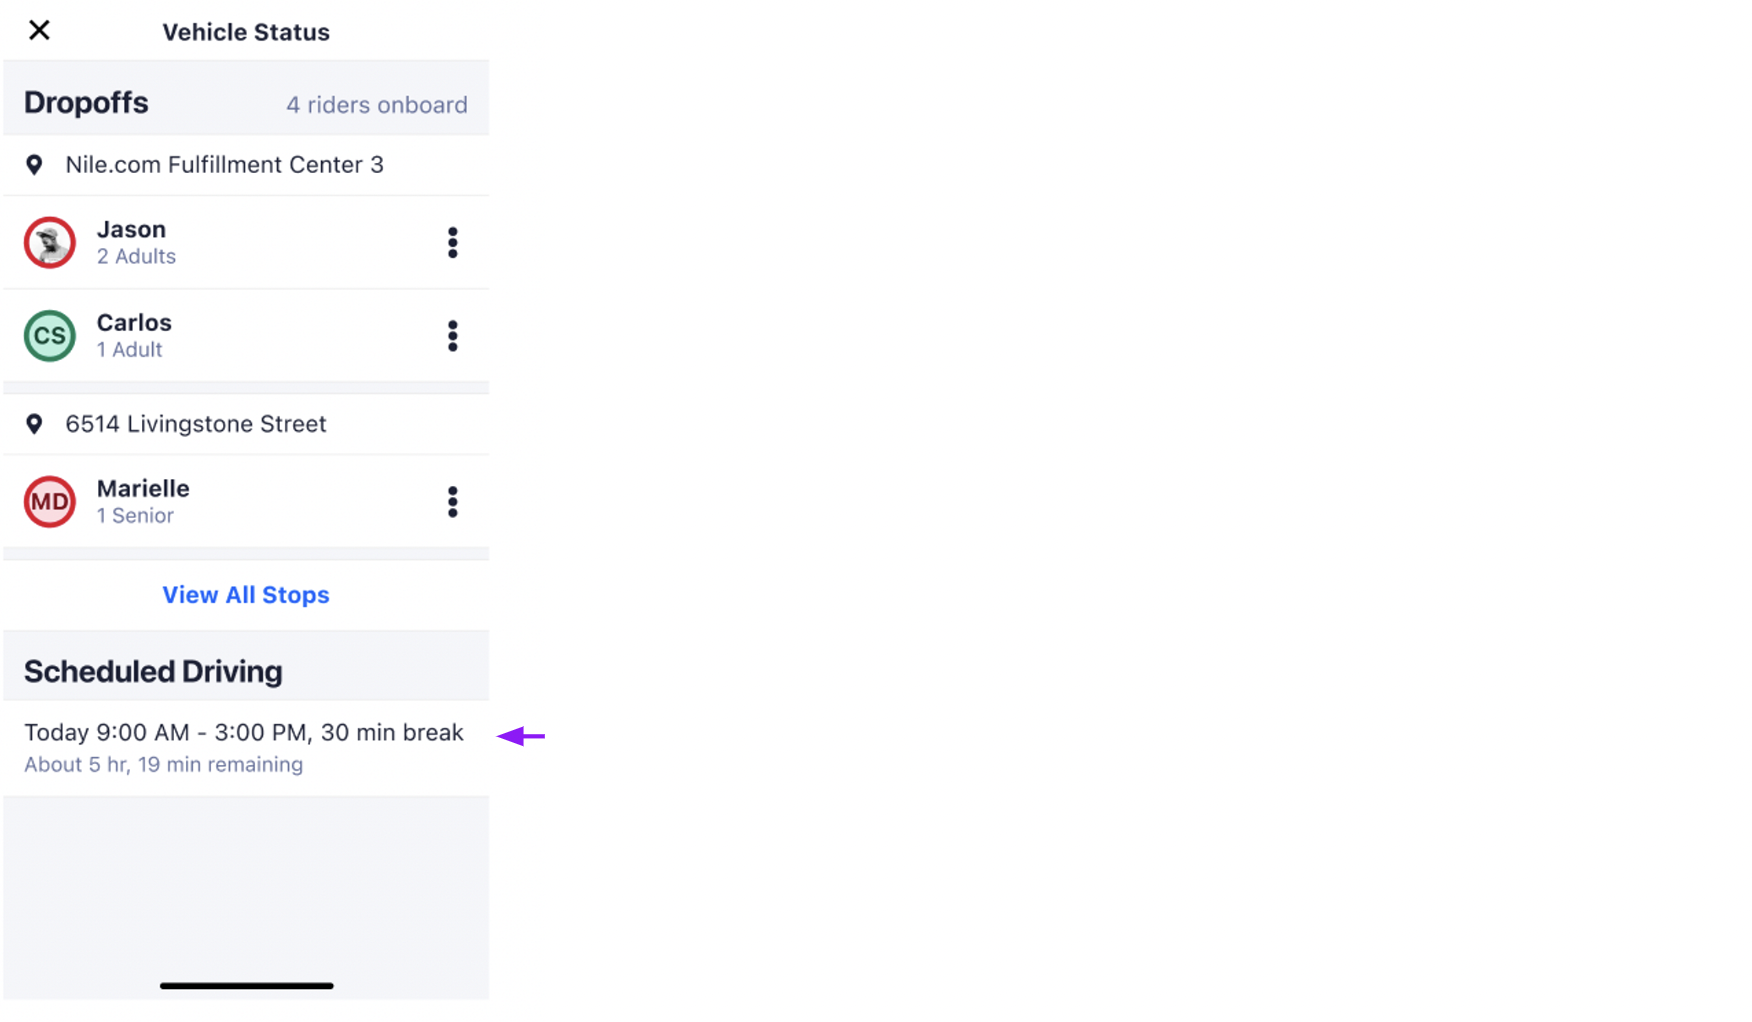 Vehicle Status
Dropoffs
4 riders onboard
Nile.com Fulfillment Center 3
Jason
2 Adults
CS
Carlos
1 Adult
6514 Livingstone Street
MD
Marielle
1 Senior
View All Stops
Scheduled Driving
Today 9:00 AM - 3:00 PM, 30 min break
About 5 hr, 19 min remaining